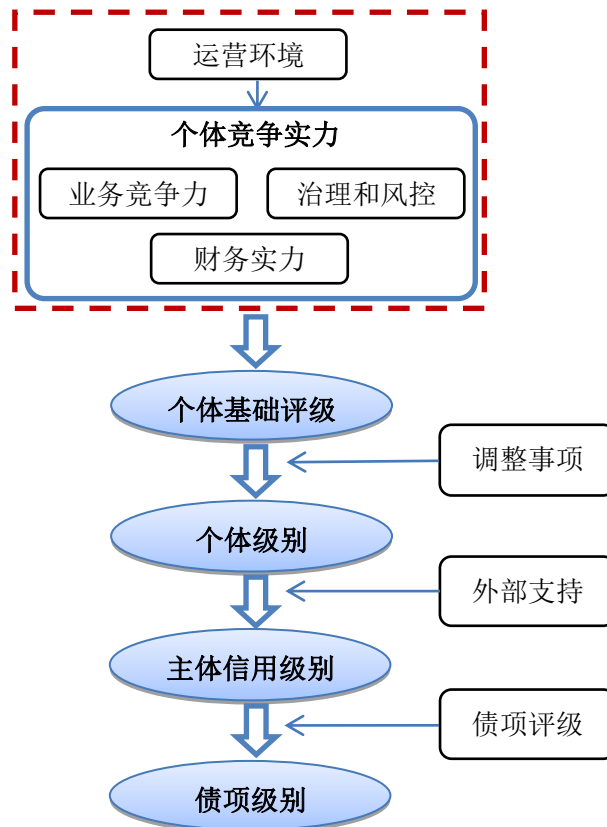 运营环境
个体竞争实力
业务竞争力
治理和风控
财务实力
个体基础评级
调整事项
个体级别
外部支持
主体信用级别
债项评级
债项级别